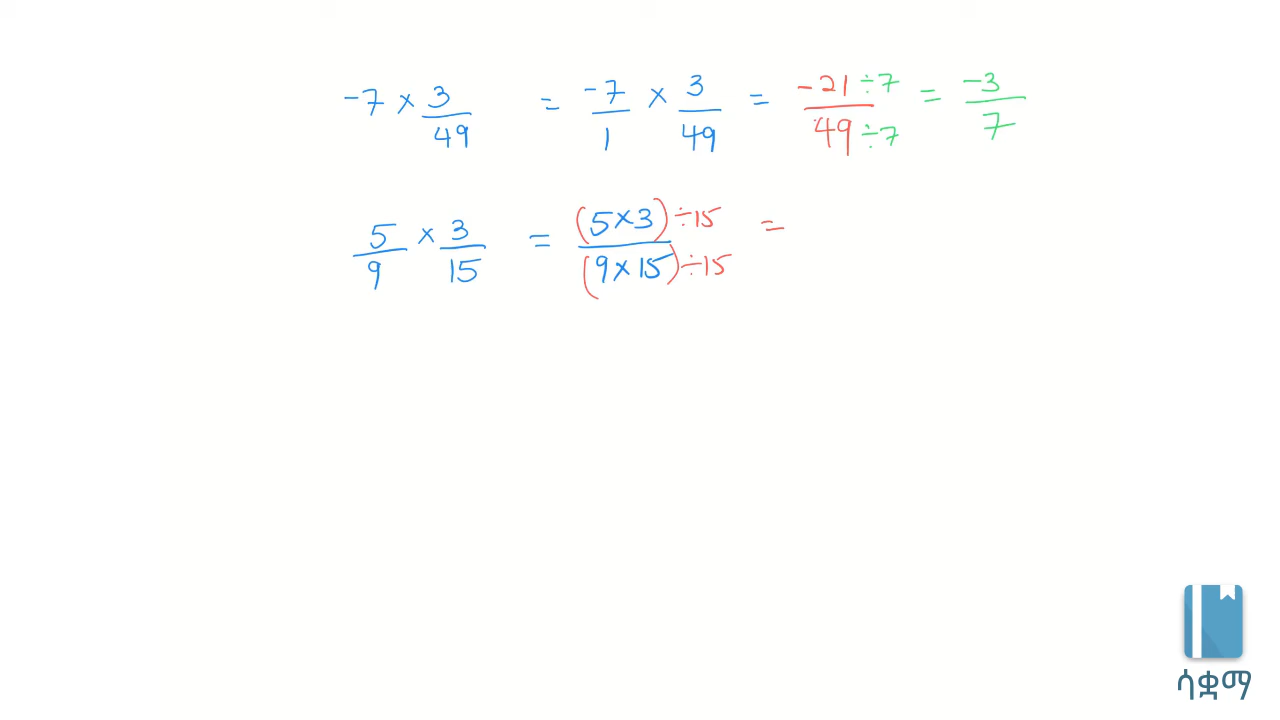 -7 × 3/49 = -7/1 × 3/49 = -21÷7/49÷7 = -3/7
5/9 × 3/15 = (5×3)÷15/(9×15)÷15 =
ሳቋማ